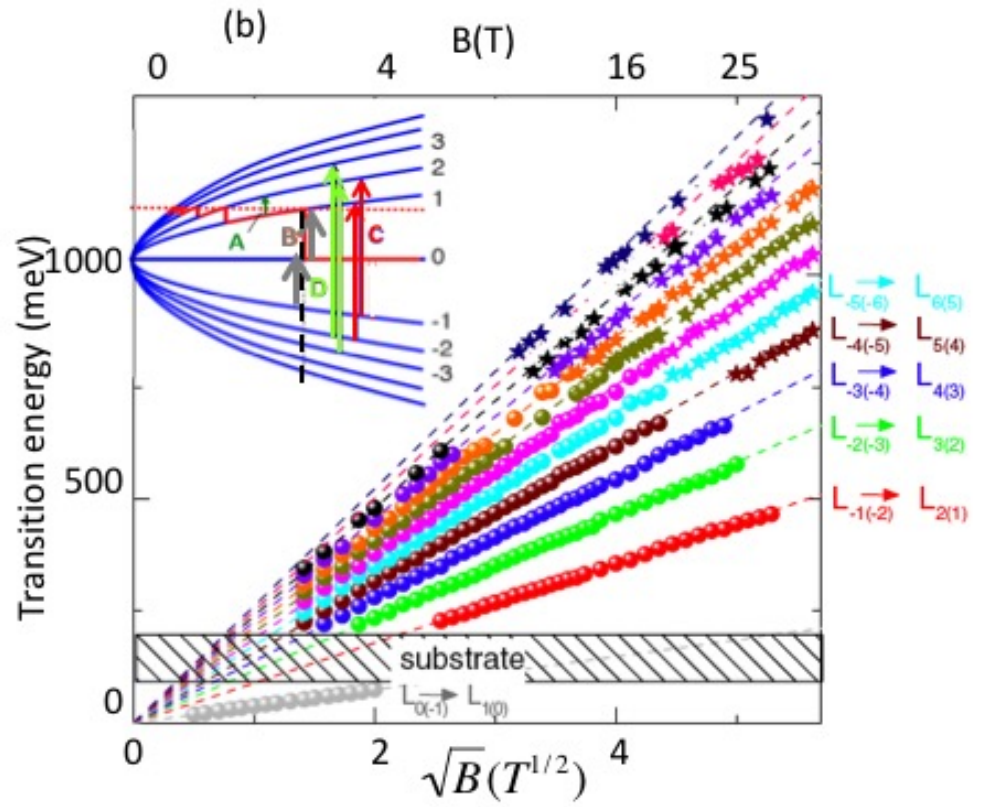 (b)
B(T)
0 4 16 25
3
2
1
A
B
C
0
D
-1
-2
-3
Transition energy (meV)
1000
500
0
L-5(-6) → L6(5)
L-4(-5) → L5(4)
L-3(-4) → L4(3)
L-2(-3) → L3(2)
L-1(-2) → L2(1)
substrate
L0(-1) → L1(0)
0 2 4
√B(T^1/2)